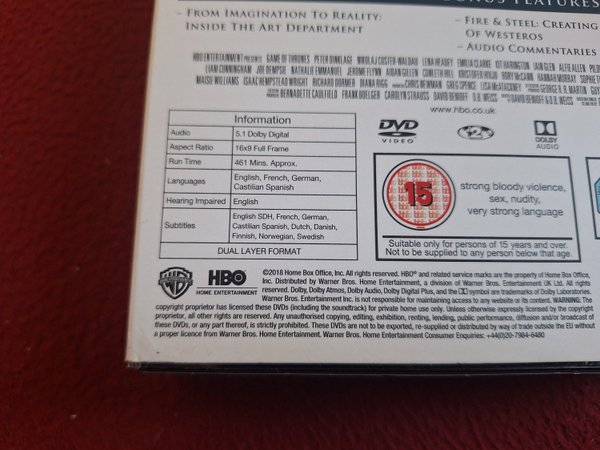 BONUS FEATURES
- FROM IMAGINATION TO REALITY:
INSIDE THE ART DEPARTMENT
- FIRE & STEEL: CREATING
OF WESTEROS
- AUDIO COMMENTARIES
HBO ENTERTAINMENT PRESENTS GAME OF THRONES PETER DINKLAGE NIKOLAJ COSTER-WALDAU LENA HEADEY EMILIA CLARKE KIT HARINGTON IAIN GLEN ALFIE ALLEN
LIAM CUNNINGHAM JOE DEMPSIE NATHALIE EMMANUEL JEROME FLYNN AIDAN GILLEN CONLETH HILL KRISTOFER HIVJU RORY McCANN HANNAH MURRAY
MAISIE WILLIAMS ISAAC HEMPSTEAD WRIGHT RICHARD DORMER DIANA RIGG CHRIS NEWMAN GREG SPENCE LISA McATACKNEY GEORGE R.R. MARTIN
BERNADETTE CAULFIELD FRANK DOELGER CAROLYN STRAUSS DAVID BENIOFF D.B. WEISS DAVID BENIOFF & D.B. WEISS
www.hbo.co.uk
Information
Audio 5.1 Dolby Digital
Aspect Ratio 16x9 Full Frame
Run Time 461 Mins. Approx.
Languages English, French, German,
Castilian Spanish
Hearing Impaired English
Subtitles English SDH, French, German,
Castilian Spanish, Dutch, Danish,
Finnish, Norwegian, Swedish
DUAL LAYER FORMAT
DVD
VIDEO
2
DOLBY
AUDIO
15
strong bloody violence,
sex, nudity,
very strong language
Suitable only for persons of 15 years and over.
Not to be supplied to any person below that age.
WB
HBO
HOME ENTERTAINMENT
©2018 Home Box Office, Inc. All rights reserved. HBO® and related service marks are the property of Home Box Office,
Inc. Distributed by Warner Bros. Home Entertainment, a division of Warner Bros. Entertainment UK Ltd. All rights
reserved. Dolby, Dolby Atmos, Dolby Audio, Dolby Digital Plus, and the symbol are trademarks of Dolby Laboratories.
Warner Bros. Entertainment Inc. is not responsible for maintaining access to any website or its content. WARNING: The
copyright proprietor has licensed these DVDs (including the soundtrack) for private home use only. Unless otherwise expressly licensed by the copyright
proprietor, all other rights are reserved. Any unauthorised copying, editing, exhibition, renting, lending, public performance, diffusion and/or broadcast of
these DVDs, or any part thereof, is strictly prohibited. These DVDs are not to be exported, re-supplied or distributed by way of trade outside the EU without
a proper licence from Warner Bros. Home Entertainment. Warner Bros. Home Entertainment Consumer Enquiries: +44(0)20-7984-6480